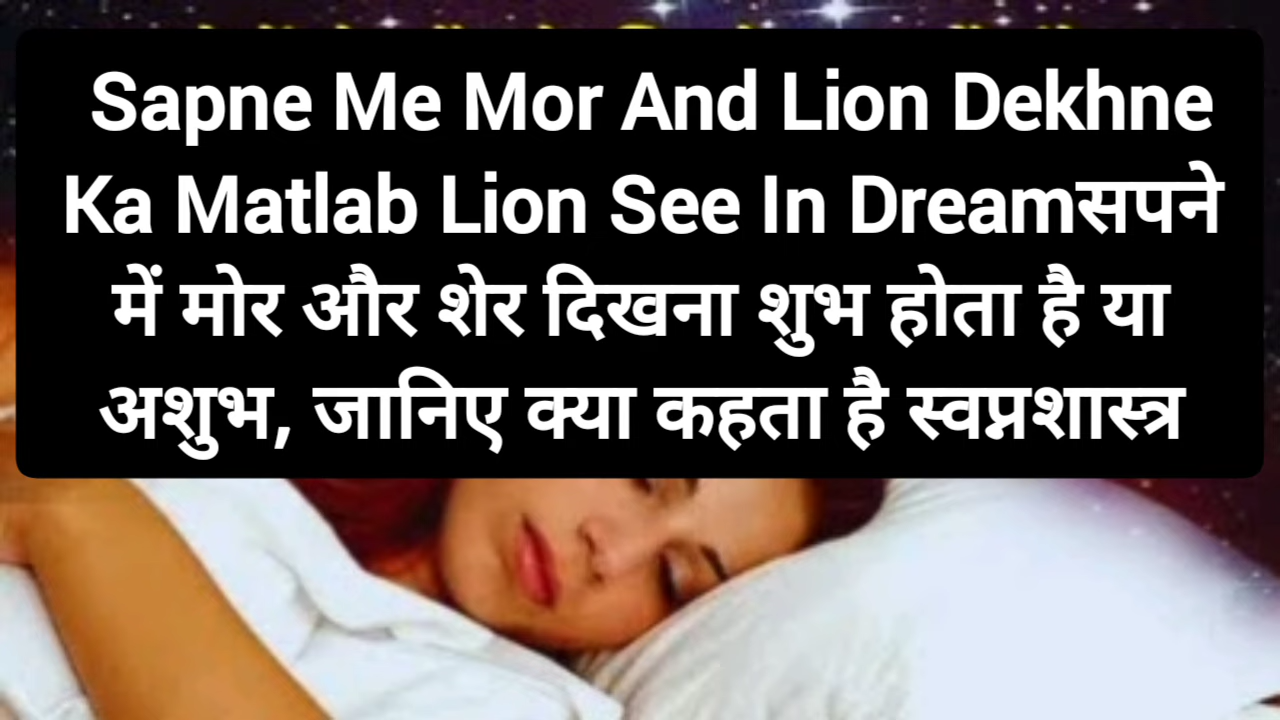 Sapne Me Mor And Lion Dekhne
Ka Matlab Lion See In Dreamसपने
में मोर और शेर दिखना शुभ होता है या
अशुभ, जानिए क्या कहता है स्वप्नशास्त्र